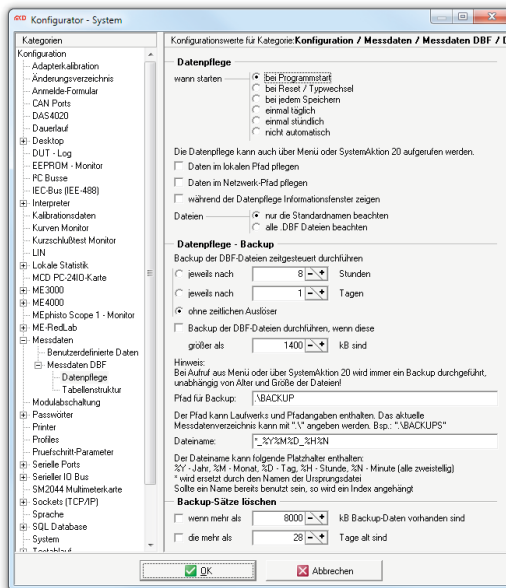 Konfigurator - System
Kategorien
Konfiguration
Adapterkalibration
Änderungsverzeichnis
Anmelde-Formular
CAN Ports
DAS4020
Dauerlauf
Desktop
DUT - Log
EEPROM - Monitor
I²C Busse
IEC-Bus (IEE-488)
Interpreter
Kalibrationsdaten
Kurven Monitor
Kurzschlußtest Monitor
LIN
Lokale Statistik
MCD PC-24IO-Karte
ME3000
ME4000
MEphisto Scope 1 - Monitor
ME-RedLab
Messdaten
Benutzerdefinierte Daten
Messdaten DBF
Datenpflege
Tabellenstruktur
Modulabschaltung
Passwörter
Printer
Profiles
Pruefschritt-Parameter
Serielle Ports
Serieller IO Bus
SM2044 Multimeterkarte
Sockets (TCP/IP)
Sprache
SQL Database
System
Testablauf
Konfigurationswerte für Kategorie: Konfiguration / Messdaten / Messdaten DBF / D
Datenpflege
wann starten
bei Programmstart
bei Reset / Typwechsel
bei jedem Speichern
einmal täglich
einmal stündlich
nicht automatisch
Die Datenpflege kann auch über Menü oder SystemAktion 20 aufgerufen werden.
Daten im lokalen Pfad pflegen
Daten im Netzwerk-Pfad pflegen
während der Datenpflege Informationsfenster zeigen
Dateien
nur die Standardnamen beachten
alle .DBF Dateien beachten
Datenpflege - Backup
Backup der DBF-Dateien zeitgesteuert durchführen
jeweils nach 8 Stunden
jeweils nach 1 Tagen
ohne zeitlichen Auslöser
Backup der DBF-Dateien durchführen, wenn diese
größer als 1400 kB sind
Hinweis:
Bei Aufruf aus Menü oder über SystemAktion 20 wird immer ein Backup durchgeführt,
unabhängig von Alter und Größe der Dateien!
Pfad für Backup: .\BACKUP
Der Pfad kann Laufwerks und Pfadangaben enthalten. Das aktuelle
Messdatenverzeichnis kann mit ".\" angeben werden. Bsp.: ".\BACKUPS"
Dateiname: *_%Y%M%D_%H%N
Der Dateiname kann folgende Platzhalter enthalten:
%Y - Jahr, %M - Monat, %D - Tag, %H - Stunde, %N - Minute (alle zweistellig)
* wird ersetzt durch den Namen der Ursprungsdatei
Sollte ein Name bereits benutzt sein, so wird ein Index angehängt
Backup-Sätze löschen
wenn mehr als 8000 kB Backup-Daten vorhanden sind
die mehr als 28 Tage alt sind
OK
Abbrechen